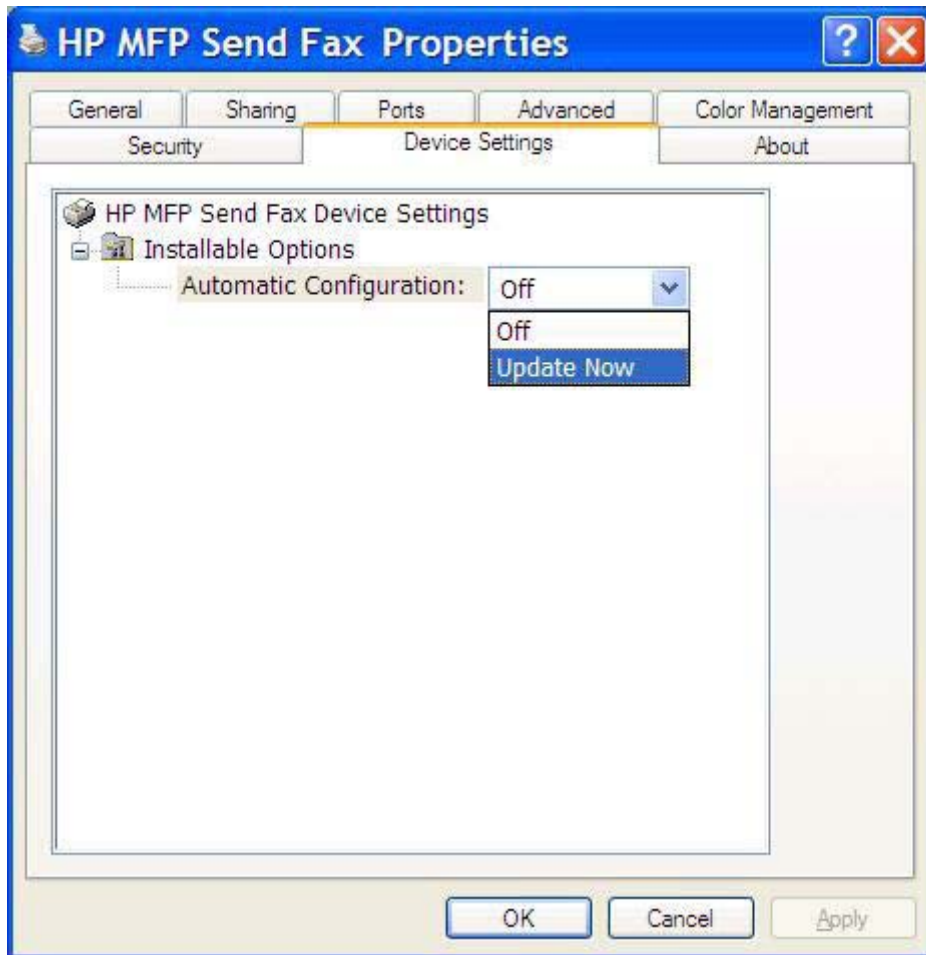 HP MFP Send Fax Properties
General Sharing Ports Advanced Color Management
Security Device Settings About
HP MFP Send Fax Device Settings
Installable Options
Automatic Configuration: Off
Off
Update Now
OK Cancel Apply